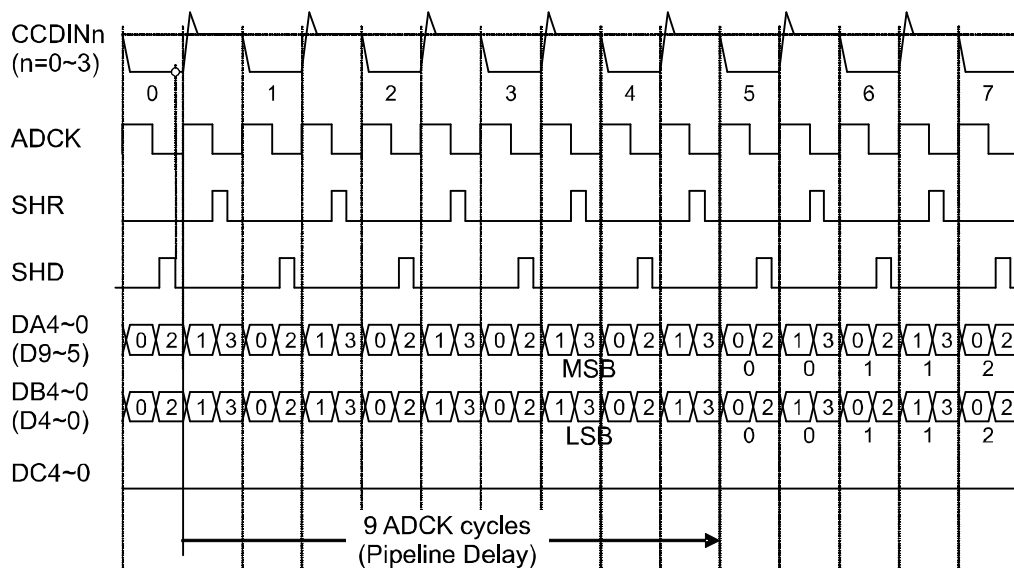 CCDINn
(n=0~3)
0 1 2 3 4 5 6 7
ADCK
SHR
SHD
DA4~0
(D9~5)
0 2 1 3 0 2 1 3 0 2 1 3 0 2 1 3 0 2 1 3 0 2 1 3 0 2 1 3 0 2
MSB 0 0 1 1 2
DB4~0
(D4~0)
0 2 1 3 0 2 1 3 0 2 1 3 0 2 1 3 0 2 1 3 0 2 1 3 0 2 1 3 0 2
LSB 0 0 1 1 2
DC4~0
9 ADCK cycles
(Pipeline Delay)